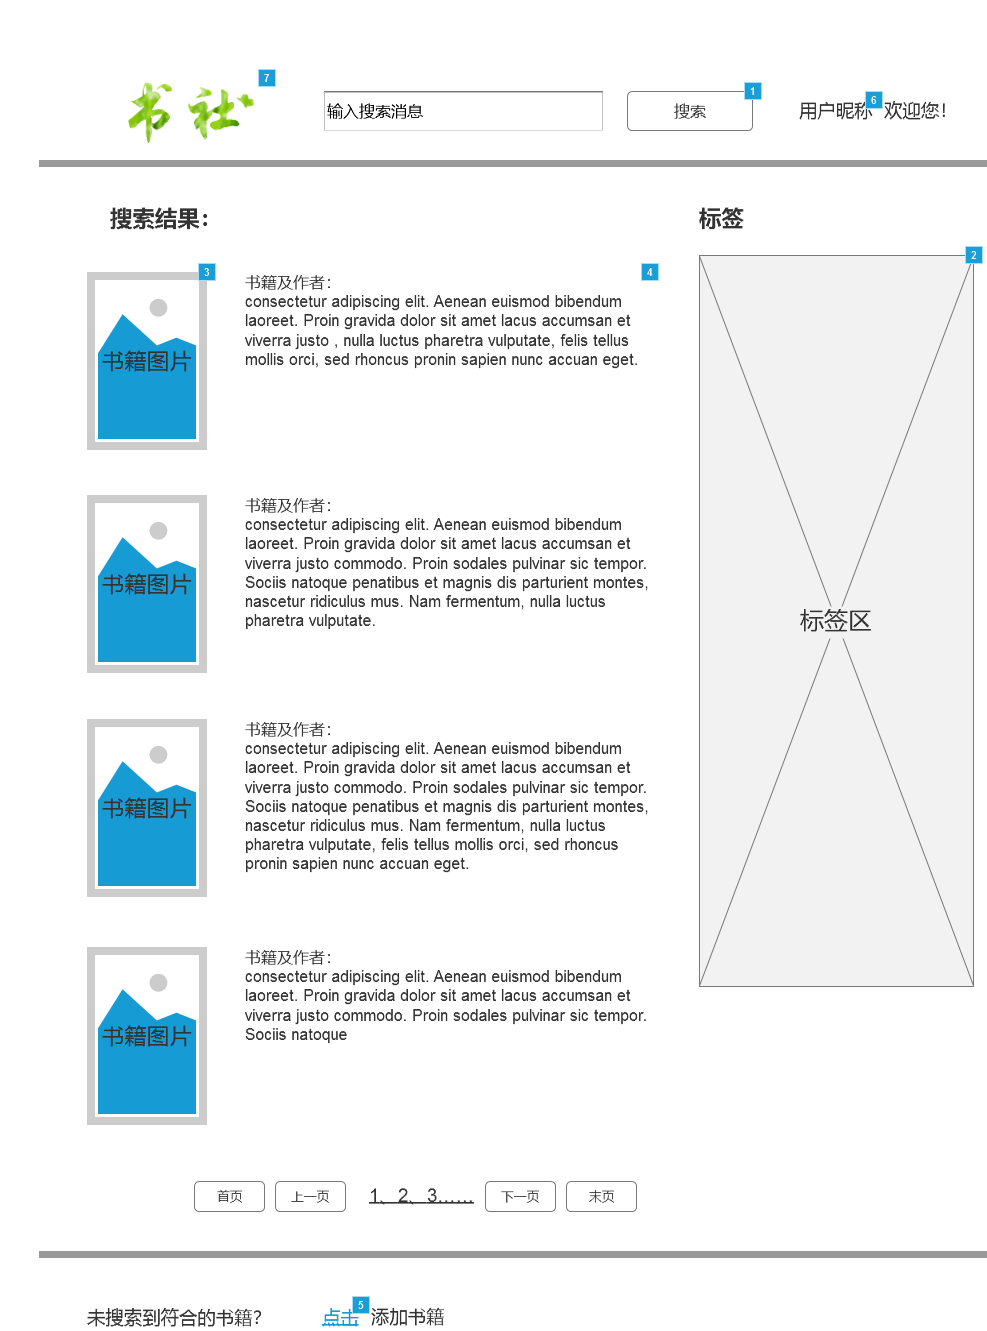 7
书社
输入搜索消息
搜索
1
用户昵称 6 欢迎您!
搜索结果：
标签
3
4
2
书籍图片
书籍及作者：
consectetur adipiscing elit. Aenean euismod bibendum
laoreet. Proin gravida dolor sit amet lacus accumsan et
viverra justo , nulla luctus pharetra vulputate, felis tellus
mollis orci, sed rhoncus pronin sapien nunc accuan eget.
书籍图片
书籍及作者：
consectetur adipiscing elit. Aenean euismod bibendum
laoreet. Proin gravida dolor sit amet lacus accumsan et
viverra justo commodo. Proin sodales pulvinar sic tempor.
Sociis natoque penatibus et magnis dis parturient montes,
nascetur ridiculus mus. Nam fermentum, nulla luctus
pharetra vulputate.
标签区
书籍图片
书籍及作者：
consectetur adipiscing elit. Aenean euismod bibendum
laoreet. Proin gravida dolor sit amet lacus accumsan et
viverra justo commodo. Proin sodales pulvinar sic tempor.
Sociis natoque penatibus et magnis dis parturient montes,
nascetur ridiculus mus. Nam fermentum, nulla luctus
pharetra vulputate, felis tellus mollis orci, sed rhoncus
pronin sapien nunc accuan eget.
书籍图片
书籍及作者：
consectetur adipiscing elit. Aenean euismod bibendum
laoreet. Proin gravida dolor sit amet lacus accumsan et
viverra justo commodo. Proin sodales pulvinar sic tempor.
Sociis natoque
首页 上一页 1、2、3…… 下一页 末页
未搜索到符合的书籍? 点击 5 添加书籍